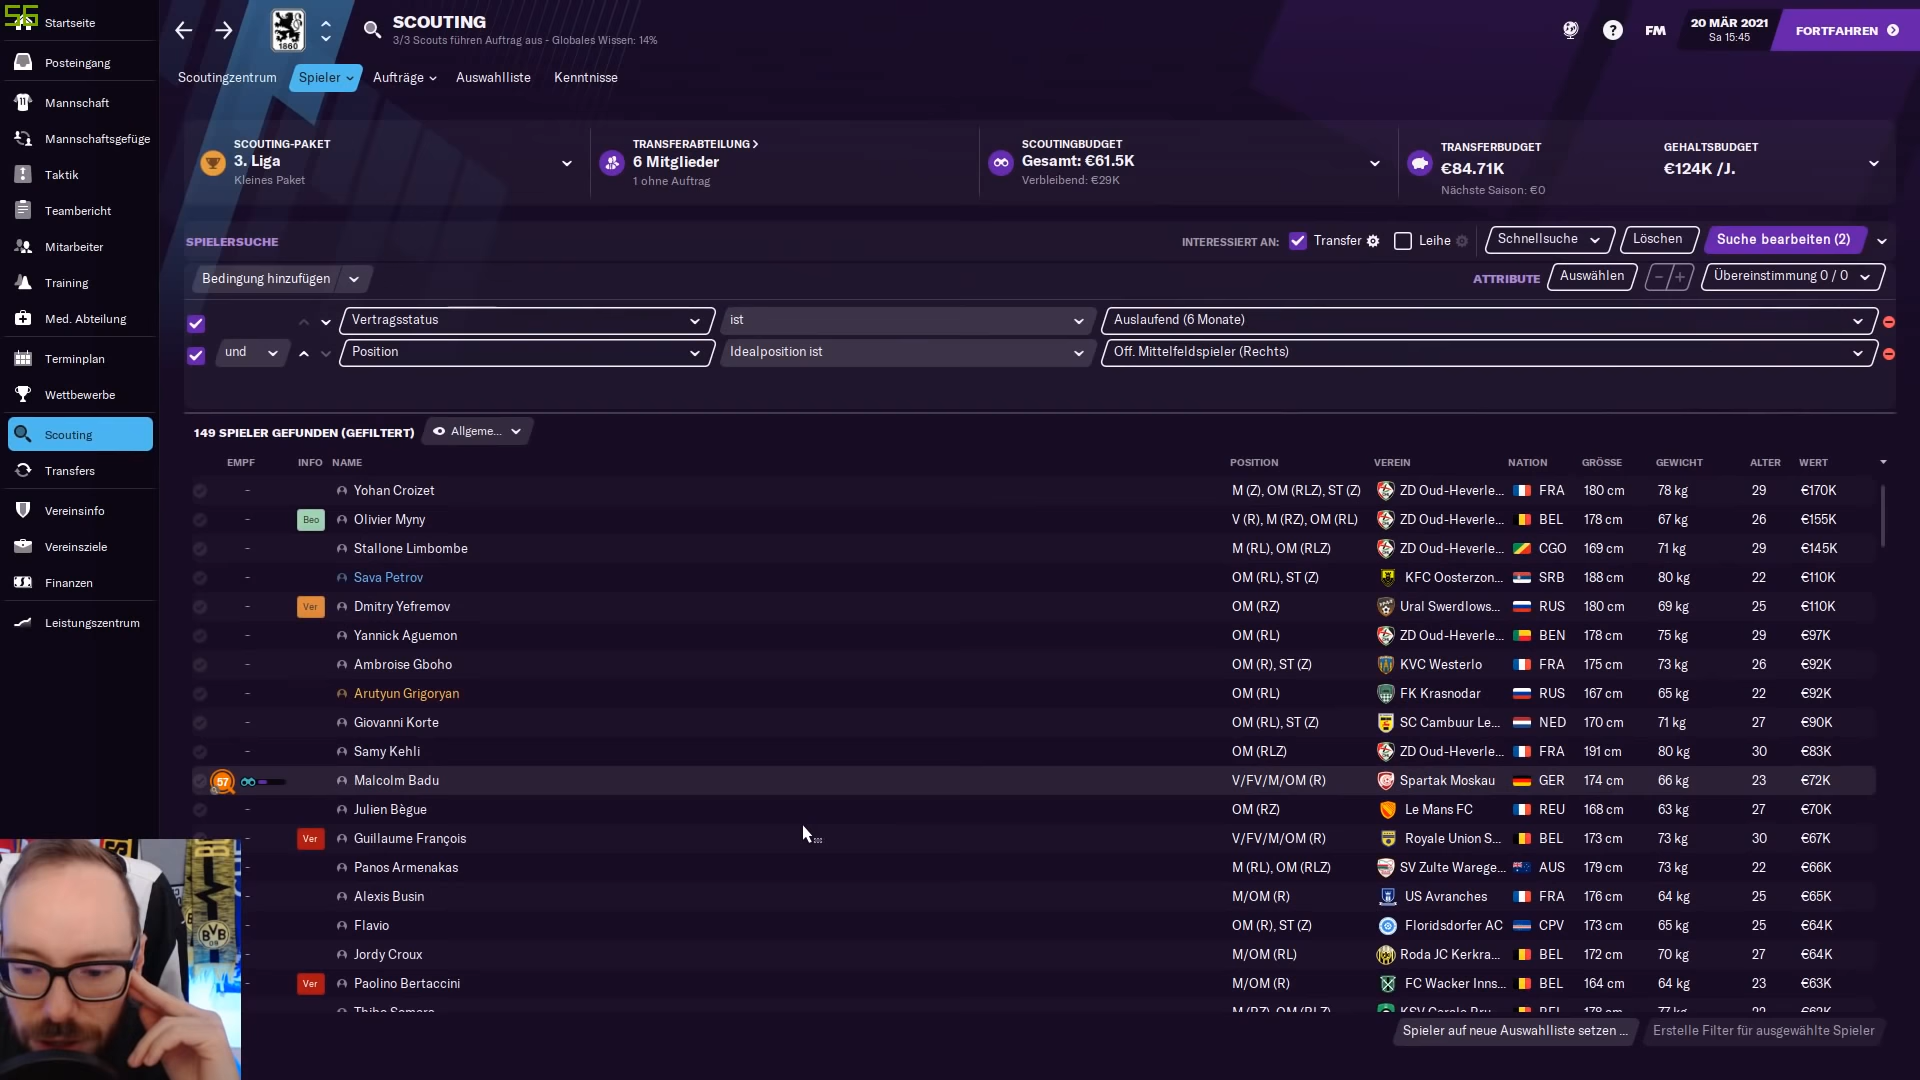 56
Startseite
Posteingang
Mannschaft
Mannschaftsgefüge
Taktik
Teambericht
Mitarbeiter
Training
Med. Abteilung
Terminplan
Wettbewerbe
Scouting
Transfers
Vereinsinfo
Vereinsziele
Finanzen
Leistungszentrum
1860
SCOUTING
3/3 Scouts führen Auftrag aus - Globales Wissen: 14%
FM
20 MÄR 2021
Sa 15:45
FORTFAHREN
Scoutingzentrum Spieler Aufträge Auswahlliste Kenntnisse
SCOUTING-PAKET
3. Liga
Kleines Paket
TRANSFERABTEILUNG >
6 Mitglieder
1 ohne Auftrag
SCOUTINGBUDGET
Gesamt: €61.5K
Verbleibend: €29K
TRANSFERBUDGET
€84.71K
Nächste Saison: €0
GEHALTSBUDGET
€124K /J.
SPIELERSUCHE
INTERESSIERT AN: Transfer Leihe Schnellsuche Löschen Suche bearbeiten (2)
Bedingung hinzufügen
ATTRIBUTE Auswählen -/+ Übereinstimmung 0 / 0
Vertragsstatus ist Auslaufend (6 Monate)
und Position Idealposition ist Off. Mittelfeldspieler (Rechts)
149 SPIELER GEFUNDEN (GEFILTERT) Allgeme...
EMPF INFO NAME POSITION VEREIN NATION GRÖSSE GEWICHT ALTER WERT
- Yohan Croizet M (Z), OM (RLZ), ST (Z) ZD Oud-Heverle... FRA 180 cm 78 kg 29 €170K
- Beo Olivier Myny V (R), M (RZ), OM (RL) ZD Oud-Heverle... BEL 178 cm 67 kg 26 €155K
- Stallone Limbombe M (RL), OM (RLZ) ZD Oud-Heverle... CGO 169 cm 71 kg 29 €145K
- Sava Petrov OM (RL), ST (Z) KFC Oosterzon... SRB 188 cm 80 kg 22 €110K
- Ver Dmitry Yefremov OM (RZ) Ural Swerdlows... RUS 180 cm 69 kg 25 €110K
- Yannick Aguemon OM (RL) ZD Oud-Heverle... BEN 178 cm 75 kg 29 €97K
- Ambroise Gboho OM (R), ST (Z) KVC Westerlo FRA 175 cm 73 kg 26 €92K
- Arutyun Grigoryan OM (RL) FK Krasnodar RUS 167 cm 65 kg 22 €92K
- Giovanni Korte OM (RL), ST (Z) SC Cambuur Le... NED 170 cm 71 kg 27 €90K
- Samy Kehli OM (RLZ) ZD Oud-Heverle... FRA 191 cm 80 kg 30 €83K
57 Malcolm Badu V/FV/M/OM (R) Spartak Moskau GER 174 cm 66 kg 23 €72K
- Julien Bègue OM (RZ) Le Mans FC REU 168 cm 63 kg 27 €70K
Ver Guillaume François V/FV/M/OM (R) Royale Union S... BEL 173 cm 73 kg 30 €67K
- Panos Armenakas M (RL), OM (RLZ) SV Zulte Warege... AUS 179 cm 73 kg 22 €66K
- Alexis Busin M/OM (R) US Avranches FRA 176 cm 64 kg 25 €65K
- Flavio OM (R), ST (Z) Floridsdorfer AC CPV 173 cm 65 kg 25 €64K
- Jordy Croux M/OM (RL) Roda JC Kerkra... BEL 172 cm 70 kg 27 €64K
- Ver Paolino Bertaccini M/OM (R) FC Wacker Inns... BEL 164 cm 64 kg 23 €63K
BVB
09
Spieler auf neue Auswahlliste setzen ... Erstelle Filter für ausgewählte Spieler